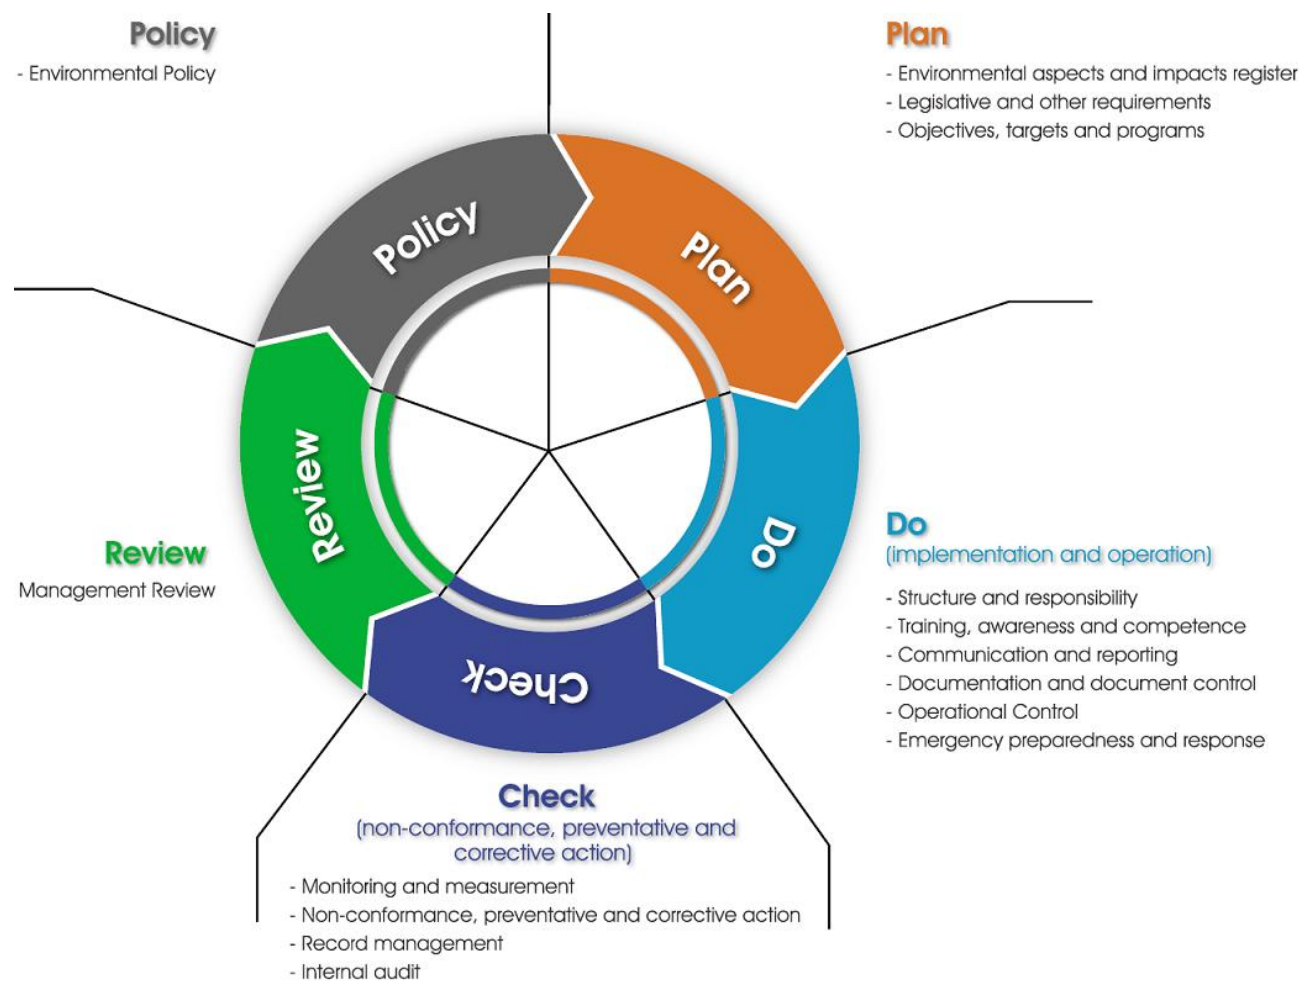 Policy
- Environmental Policy
Plan
- Environmental aspects and impacts register
- Legislative and other requirements
- Objectives, targets and programs
Policy
Plan
Do
Check
Review
Do
(implementation and operation)
- Structure and responsibility
- Training, awareness and competence
- Communication and reporting
- Documentation and document control
- Operational Control
- Emergency preparedness and response
Review
Management Review
Check
(non-conformance, preventative and
corrective action)
- Monitoring and measurement
- Non-conformance, preventative and corrective action
- Record management
- Internal audit